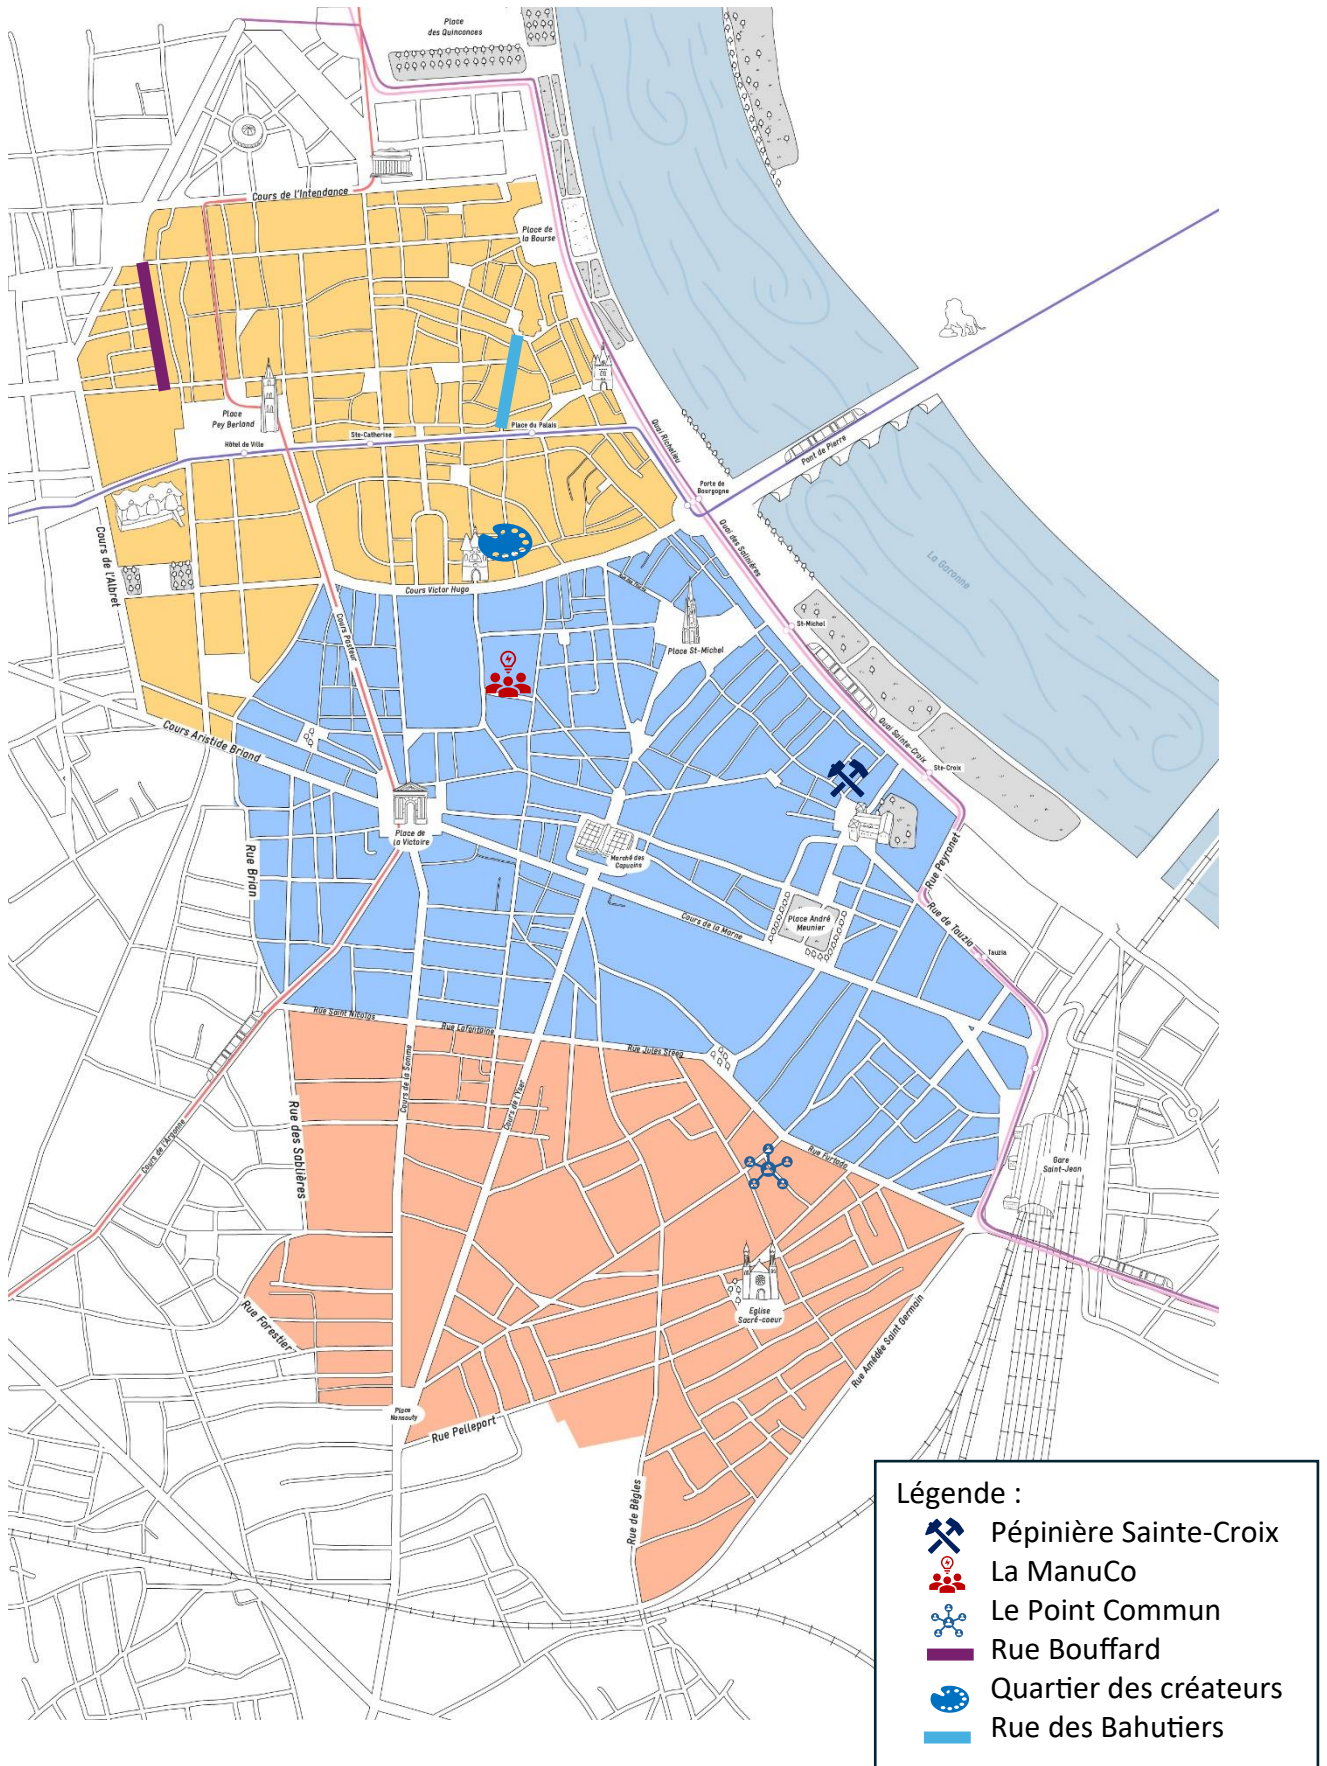 Place
des Quinconces
Cours de l'Intendance
Place de
la Bourse
Place
Pey Berland
Hôtel de Ville
Ste-Catherine
Place du Palais
Quai Richelieu
Porte de
Bourgogne
Pont de Pierre
Quai des Salinières
La Garonne
Cours de l'Albret
Cours Victor Hugo
Cours Pasteur
St-Michel
Place St-Michel
Cours Aristide Briand
Quai Sainte-Croix
Ste-Croix
Place de
la Victoire
Marché des
Capucins
Rue Brian
Rue Peyronet
Cours de la Marne
Place André
Meunier
Rue de Tauzia
Tauzia
Rue Saint Nicolas
Rue Lafontaine
Rue Jules Steeg
Cours de la Somme
Cours de l'Yser
Cours de l'Argonne
Rue des Sablières
Rue Furtado
Gare
Saint-Jean
Eglise
Sacré-coeur
Rue Forestier
Rue Amédée Saint Germain
Place
Nansouty
Rue Pelleport
Rue de Bègles
Légende :
Pépinière Sainte-Croix
La ManuCo
Le Point Commun
Rue Bouffard
Quartier des créateurs
Rue des Bahutiers